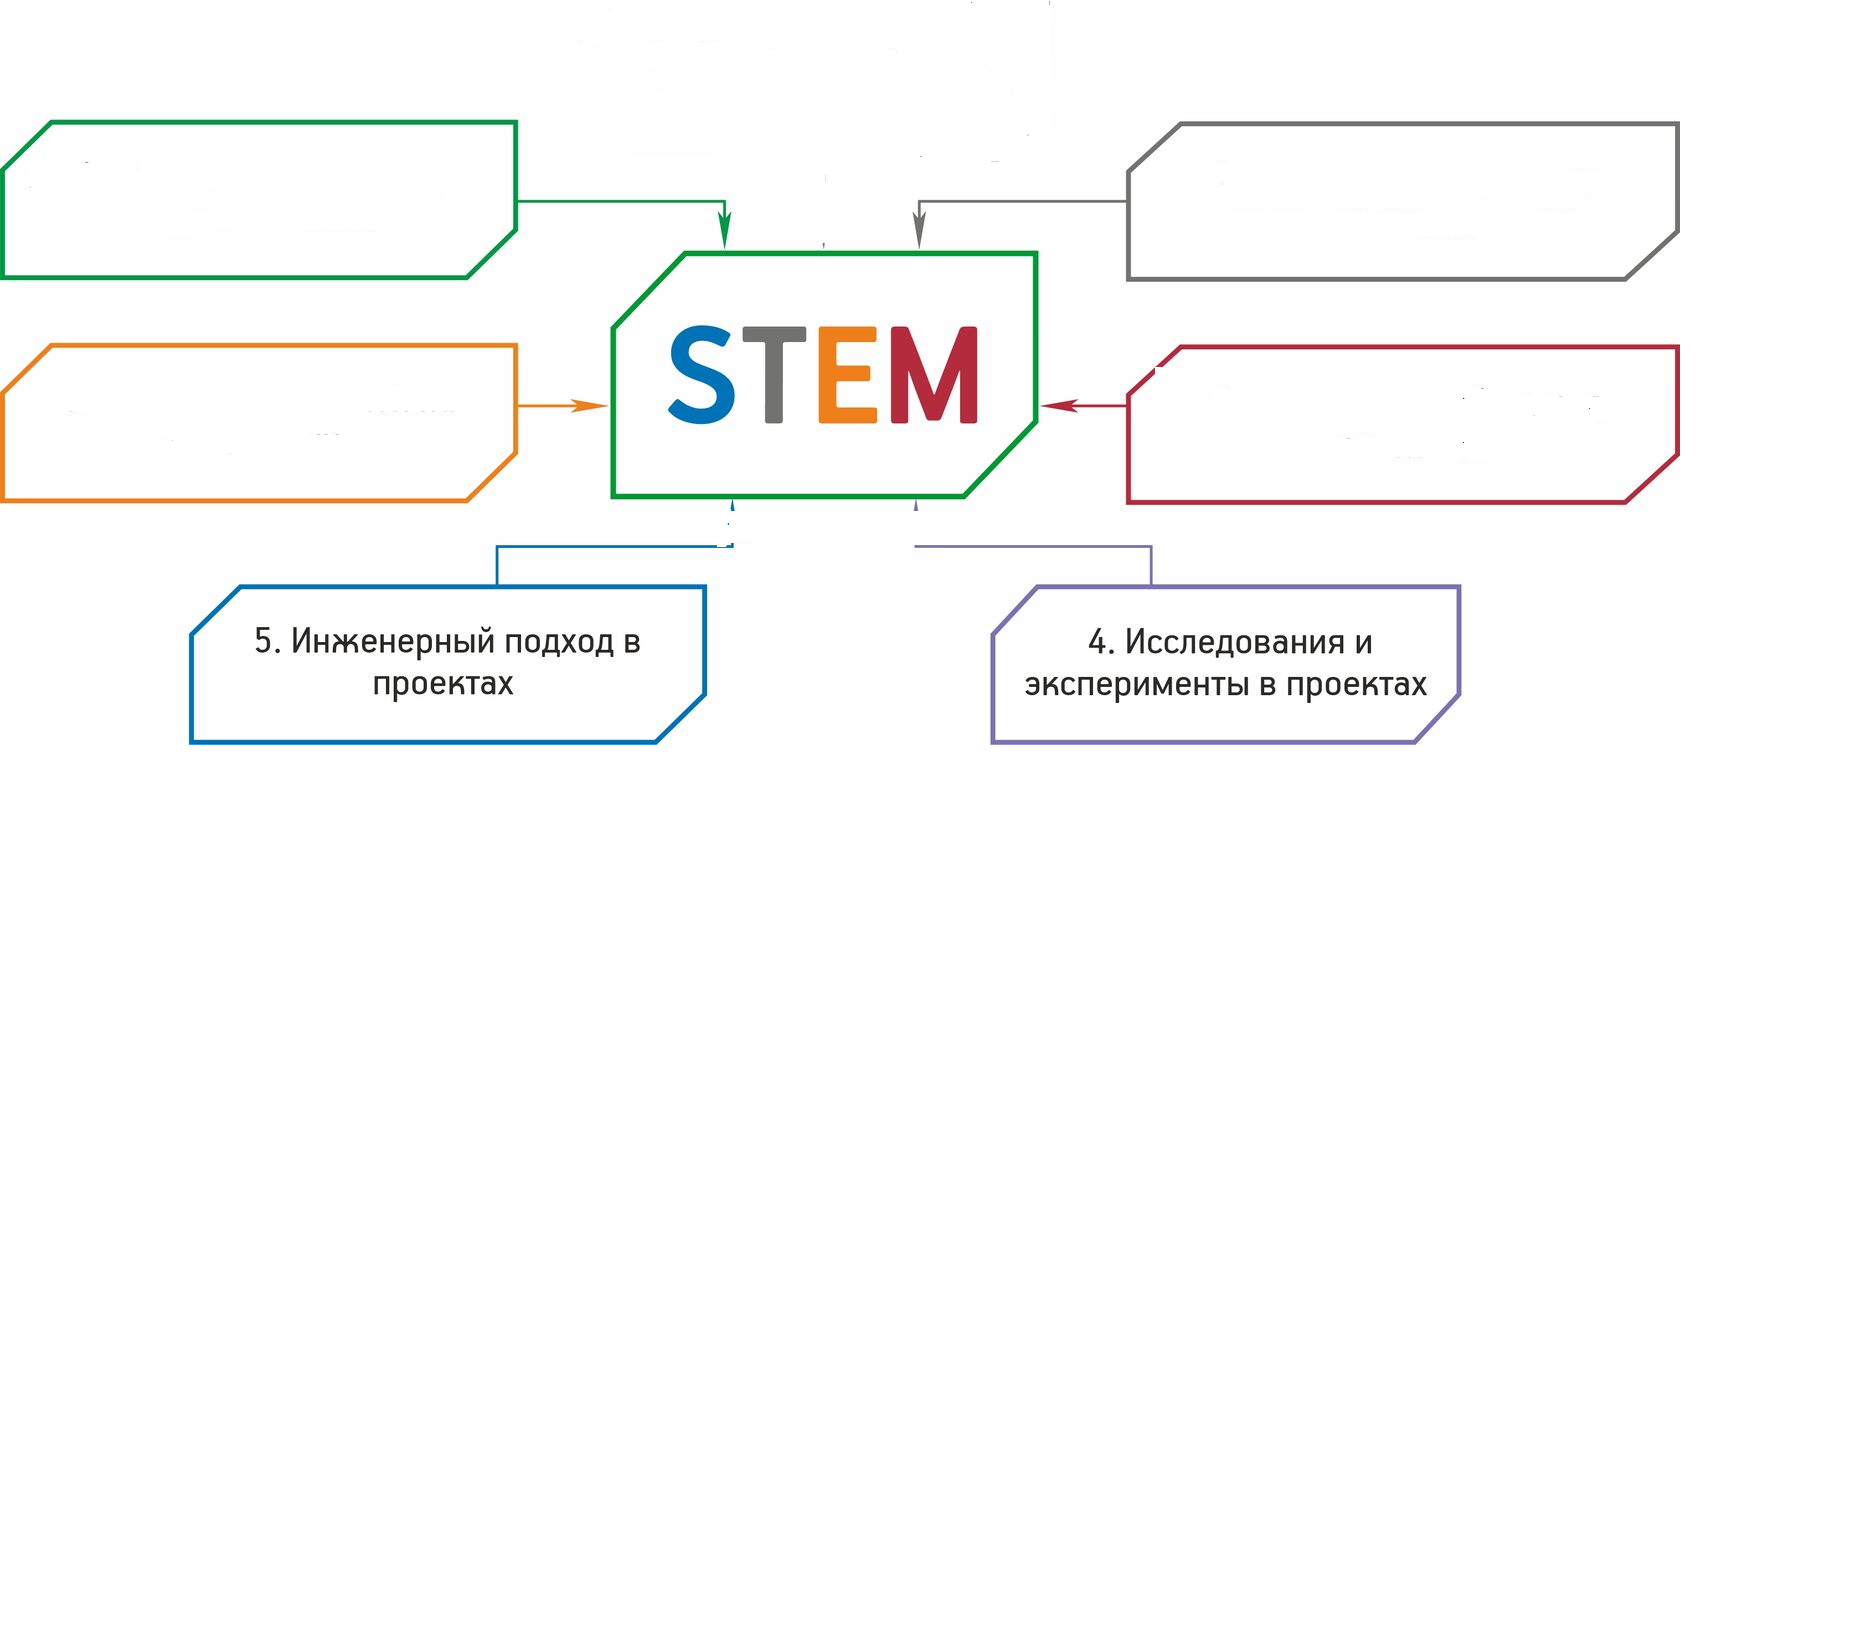 STEM
5. Инженерный подход в
проектах
4. Исследования и
эксперименты в проектах